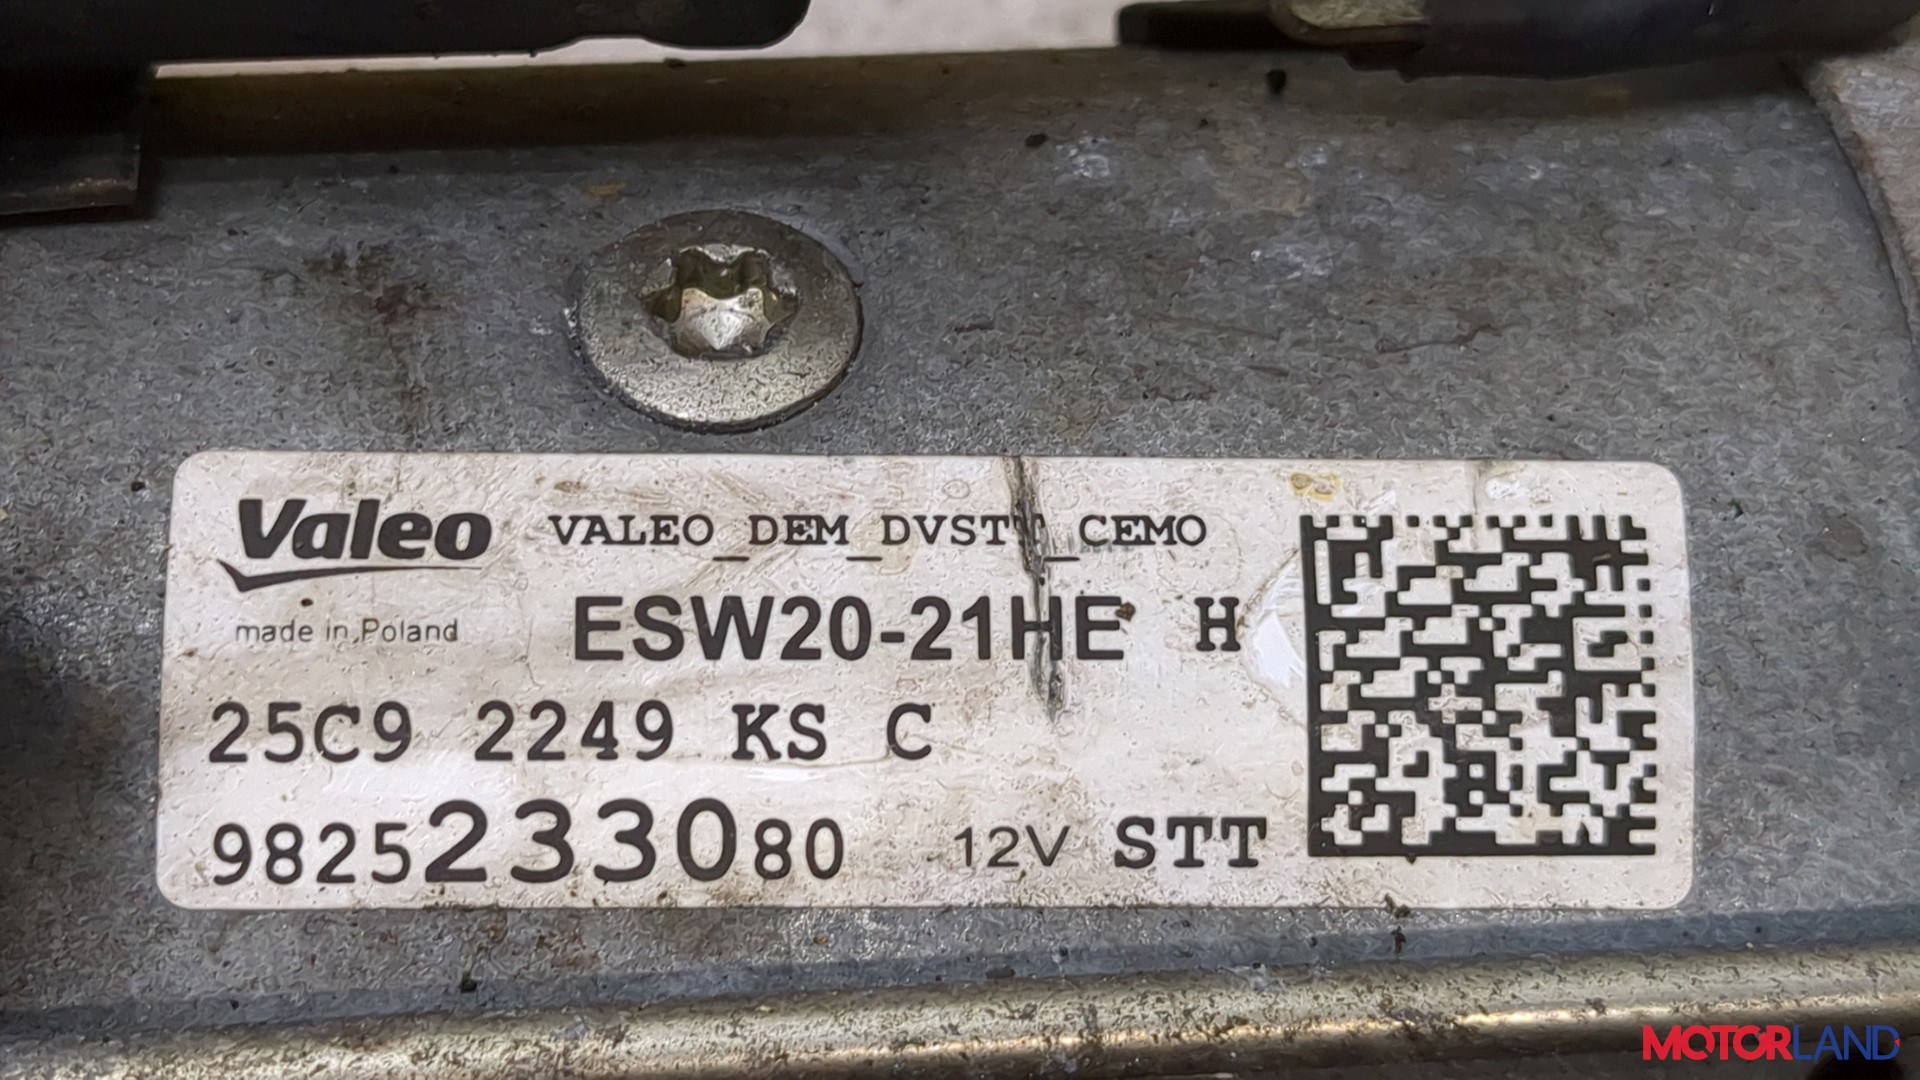 Valeo VALEO_DEM_DVSTT_CEMO
made in Poland ESW20-21HE H
25C9 2249 KS C
9825233080 12V STT
MOTORLAND